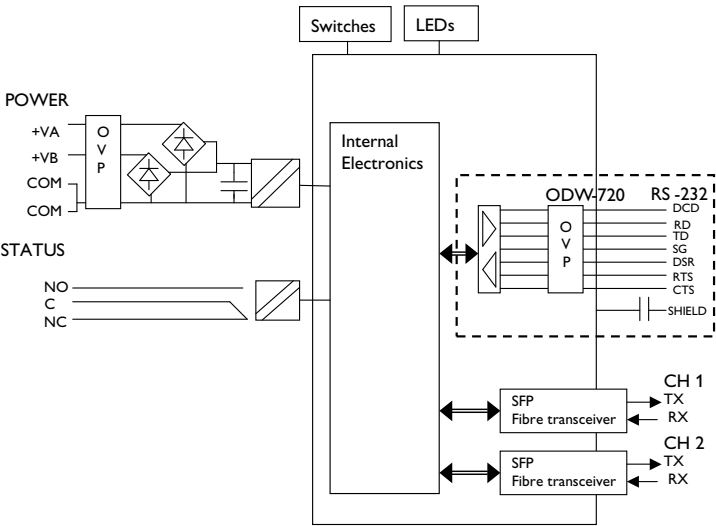 Switches
LEDs
POWER
+VA
+VB
COM
COM
O
V
P
STATUS
NO
C
NC
Internal
Electronics
ODW-720
RS -232
O
V
P
DCD
RD
TD
SG
DSR
RTS
CTS
SHIELD
CH 1
SFP
Fibre transceiver
TX
RX
CH 2
SFP
Fibre transceiver
TX
RX